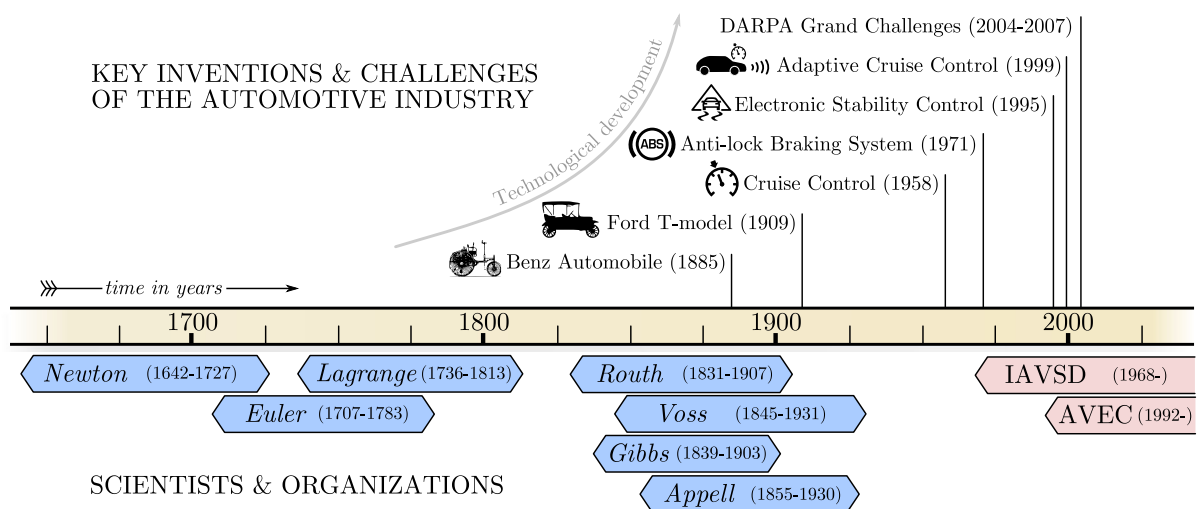 DARPA Grand Challenges (2004-2007)
KEY INVENTIONS & CHALLENGES
OF THE AUTOMOTIVE INDUSTRY
Technological development
Adaptive Cruise Control (1999)
Electronic Stability Control (1995)
ABS
Anti-lock Braking System (1971)
Cruise Control (1958)
Ford T-model (1909)
Benz Automobile (1885)
time in years
1700 1800 1900 2000
Newton (1642-1727) Lagrange (1736-1813) Routh (1831-1907) IAVSD (1968-)
Euler (1707-1783) Voss (1845-1931) AVEC (1992-)
Gibbs (1839-1903)
SCIENTISTS & ORGANIZATIONS
Appell (1855-1930)